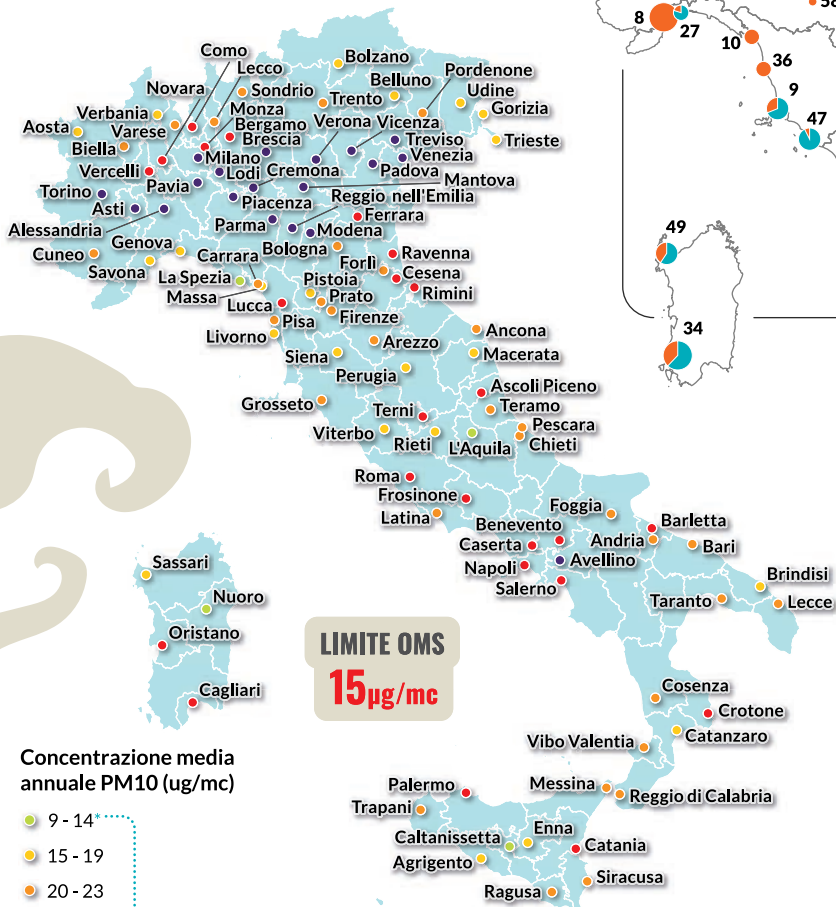 58
8
27
10
36
9
47
49
34
Como
Lecco
Bolzano
Novara
Sondrio
Belluno
Pordenone
Verbania
Monza
Trento
Udine
Aosta
Varese
Bergamo
Verona
Vicenza
Gorizia
Biella
Brescia
Treviso
Trieste
Vercelli
Milano
Venezia
Lodi
Cremona
Padova
Torino
Pavia
Mantova
Asti
Piacenza
Reggio nell'Emilia
Alessandria
Parma
Ferrara
Genova
Modena
Cuneo
Carrara
Bologna
Ravenna
Savona
La Spezia
Forlì
Cesena
Massa
Pistoia
Rimini
Lucca
Prato
Pisa
Firenze
Livorno
Arezzo
Ancona
Siena
Macerata
Perugia
Ascoli Piceno
Grosseto
Terni
Teramo
Viterbo
Pescara
Rieti
L'Aquila
Chieti
Roma
Frosinone
Foggia
Latina
Benevento
Barletta
Caserta
Andria
Bari
Napoli
Avellino
Salerno
Brindisi
Taranto
Lecce
Sassari
Nuoro
Oristano
Cagliari
LIMITE OMS
15µg/mc
Cosenza
Crotone
Catanzaro
Vibo Valentia
Concentrazione media
annuale PM10 (ug/mc)
9 - 14*
15 - 19
20 - 23
Palermo
Messina
Reggio di Calabria
Trapani
Caltanissetta
Enna
Catania
Agrigento
Siracusa
Ragusa